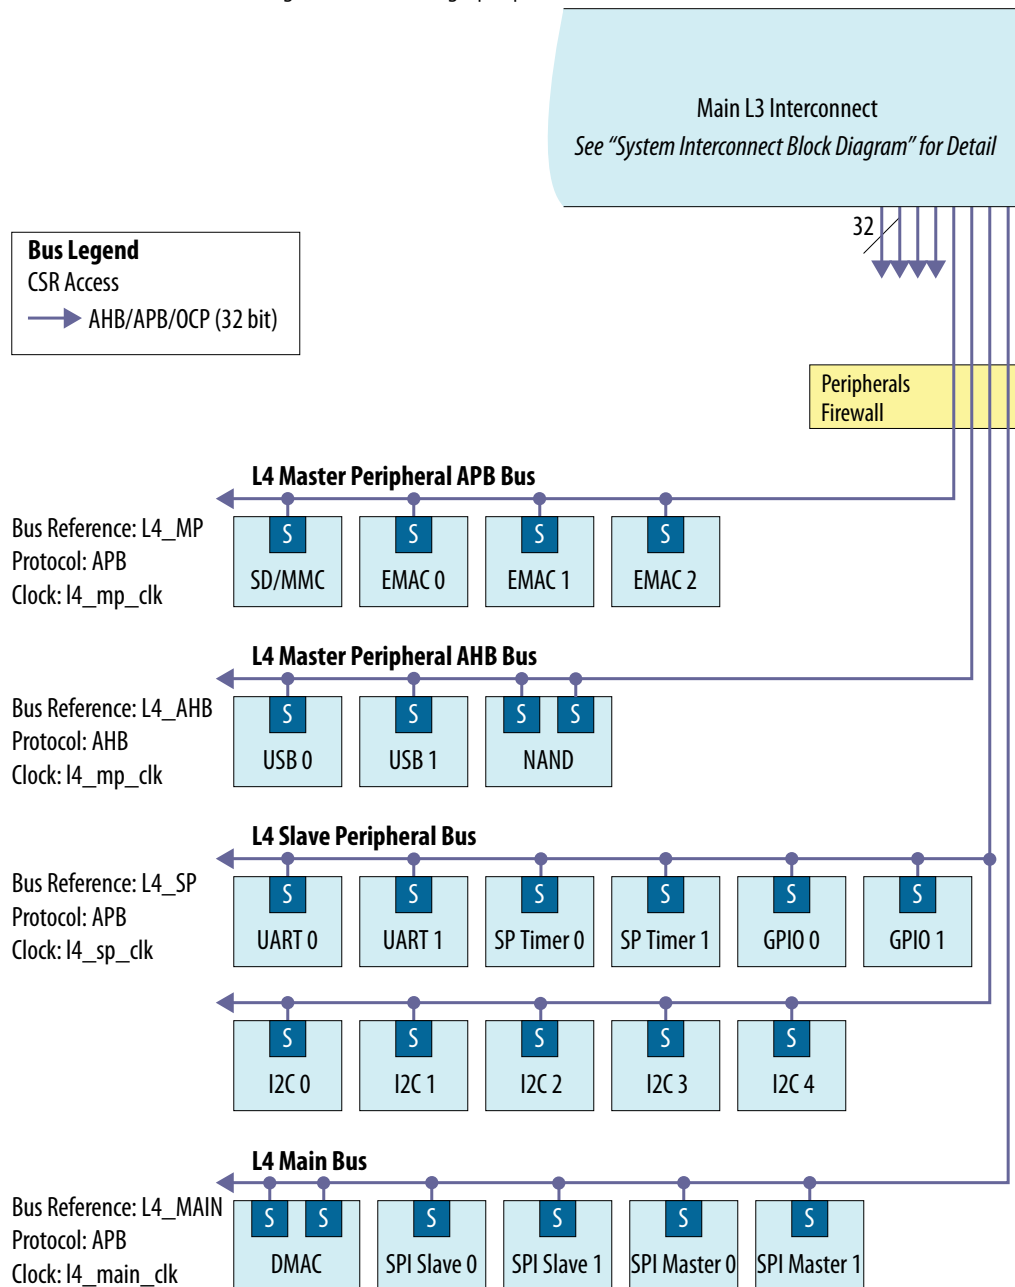 Main L3 Interconnect
See “System Interconnect Block Diagram” for Detail
32
Bus Legend
CSR Access
AHB/APB/OCP (32 bit)
Peripherals
Firewall
L4 Master Peripheral APB Bus
Bus Reference: L4_MP
Protocol: APB
Clock: l4_mp_clk
S S S S
SD/MMC EMAC 0 EMAC 1 EMAC 2
L4 Master Peripheral AHB Bus
Bus Reference: L4_AHB
Protocol: AHB
Clock: l4_mp_clk
S S S S
USB 0 USB 1 NAND
L4 Slave Peripheral Bus
Bus Reference: L4_SP
Protocol: APB
Clock: l4_sp_clk
S S S S S S
UART 0 UART 1 SP Timer 0 SP Timer 1 GPIO 0 GPIO 1
S S S S S
I2C 0 I2C 1 I2C 2 I2C 3 I2C 4
L4 Main Bus
Bus Reference: L4_MAIN
Protocol: APB
Clock: l4_main_clk
S S S S S S
DMAC SPI Slave 0 SPI Slave 1 SPI Master 0 SPI Master 1